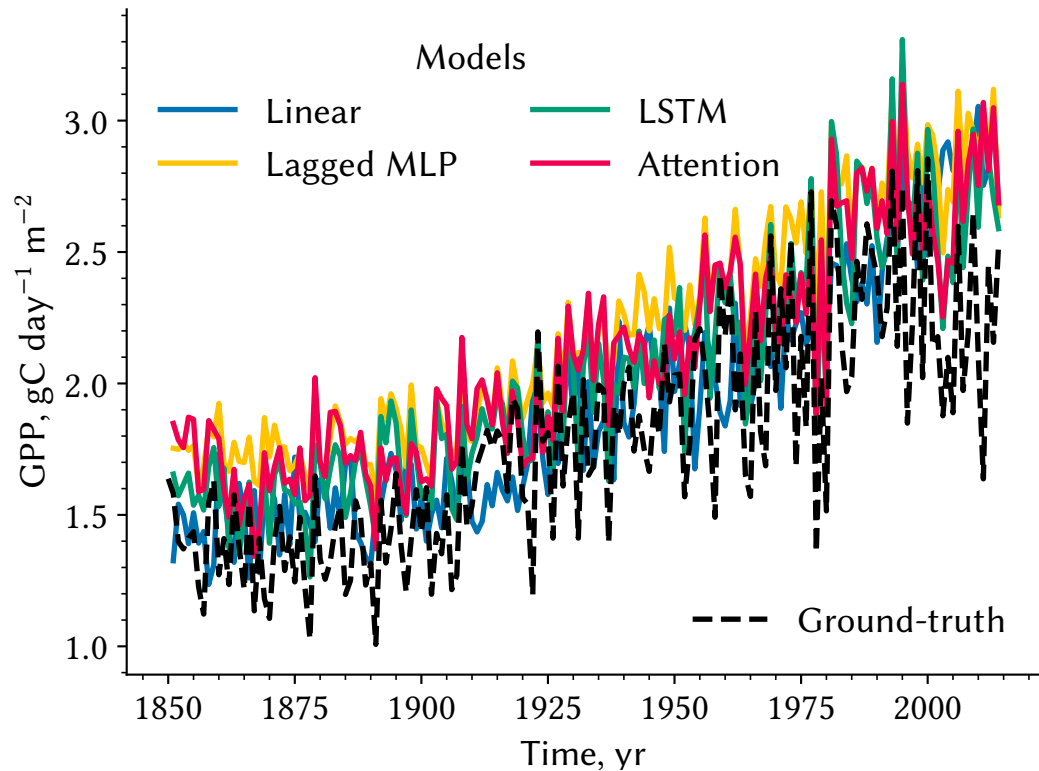 Models
Linear
LSTM
Lagged MLP
Attention
3.0
2.5
2.0
1.5
1.0
GPP, gC day⁻¹ m⁻²
Ground-truth
1850 1875 1900 1925 1950 1975 2000
Time, yr